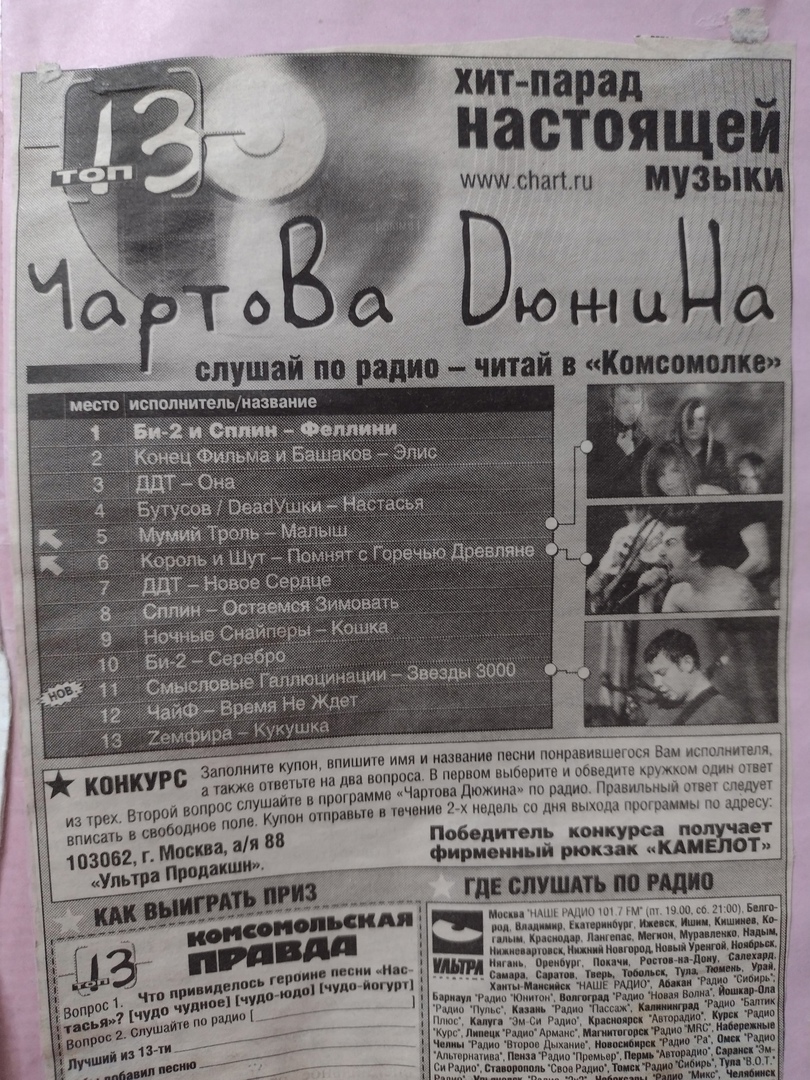 ТОП 13
хит-парад
настоящей
www.chart.ru музыки
Чартова Дюжина
слушай по радио – читай в «Комсомолке»
место исполнитель/название
1 Би-2 и Сплин – Феллини
2 Конец Фильма и Башаков – Элис
3 ДДТ – Она
4 Бутусов / DeadУшки – Настасья
5 Мумий Тролль – Малыш
6 Король и Шут – Помнят с Горечью Древляне
7 ДДТ – Новое Сердце
8 Сплин – Остаемся Зимовать
9 Ночные Снайперы – Кошка
10 Би-2 – Серебро
НОВ. 11 Смысловые Галлюцинации – Звезды 3000
12 ЧайФ – Время Не Ждет
13 Zемфира – Кукушка
КОНКУРС Заполните купон, впишите имя и название песни понравившегося Вам исполнителя,
а также ответьте на два вопроса. В первом выберите и обведите кружком один ответ
из трех. Второй вопрос слушайте в программе «Чартова Дюжина» по радио. Правильный ответ следует
вписать в свободное поле. Купон отправьте в течение 2-х недель со дня выхода программы по адресу:
103062, г. Москва, а/я 88
«Ультра Продакшн».
Победитель конкурса получает
фирменный рюкзак «КАМЕЛОТ»
КАК ВЫИГРАТЬ ПРИЗ
КОМСОМОЛЬСКАЯ
ПРАВДА
13
Вопрос 1. Что привиделось героине песни «Нас-
тасья»? [чудо чудное] [чудо-юдо] [чудо-йогурт]
Вопрос 2. Слушайте по радио [ ]
Лучший из 13-ти
бы добавил песню
ГДЕ СЛУШАТЬ ПО РАДИО
УЛЬТРА
Москва "НАШЕ РАДИО 101.7 FM" (пт. 19.00, сб. 21.00), Белго-
род, Владимир, Екатеринбург, Ижевск, Ишим, Кишинев, Ко-
галым, Краснодар, Лангепас, Мегион, Муравленко, Надым,
Нижневартовск, Нижний Новгород, Новый Уренгой, Ноябрьск,
Нягань, Оренбург, Покачи, Ростов-на-Дону, Салехард,
Самара, Саратов, Тверь, Тобольск, Тула, Тюмень, Урай,
Ханты-Мансийск "НАШЕ РАДИО", Абакан "Радио "Сибирь",
Барнаул "Радио "Юнитон", Волгоград "Радио "Новая Волна", Йошкар-Ола
"Радио "Пульс", Казань "Радио "Пассаж", Калининград "Радио "Балтик
Плюс", Калуга "Эм-Си Радио", Красноярск "Авторадио", Курск "Радио
"Курс", Липецк "Радио "Арманс", Магнитогорск "Радио "MRC", Набережные
Челны "Радио "Второе Дыхание", Новосибирск "Радио "Ра", Омск "Радио
"Альтернатива", Пенза "Радио "Премьер", Пермь "Авторадио", Саранск "Эм-
Си Радио", Ставрополь "Свое Радио", Томск "Радио "Сибирь", Тула "В.О.Т."
"Радио "Микс", Челябинск